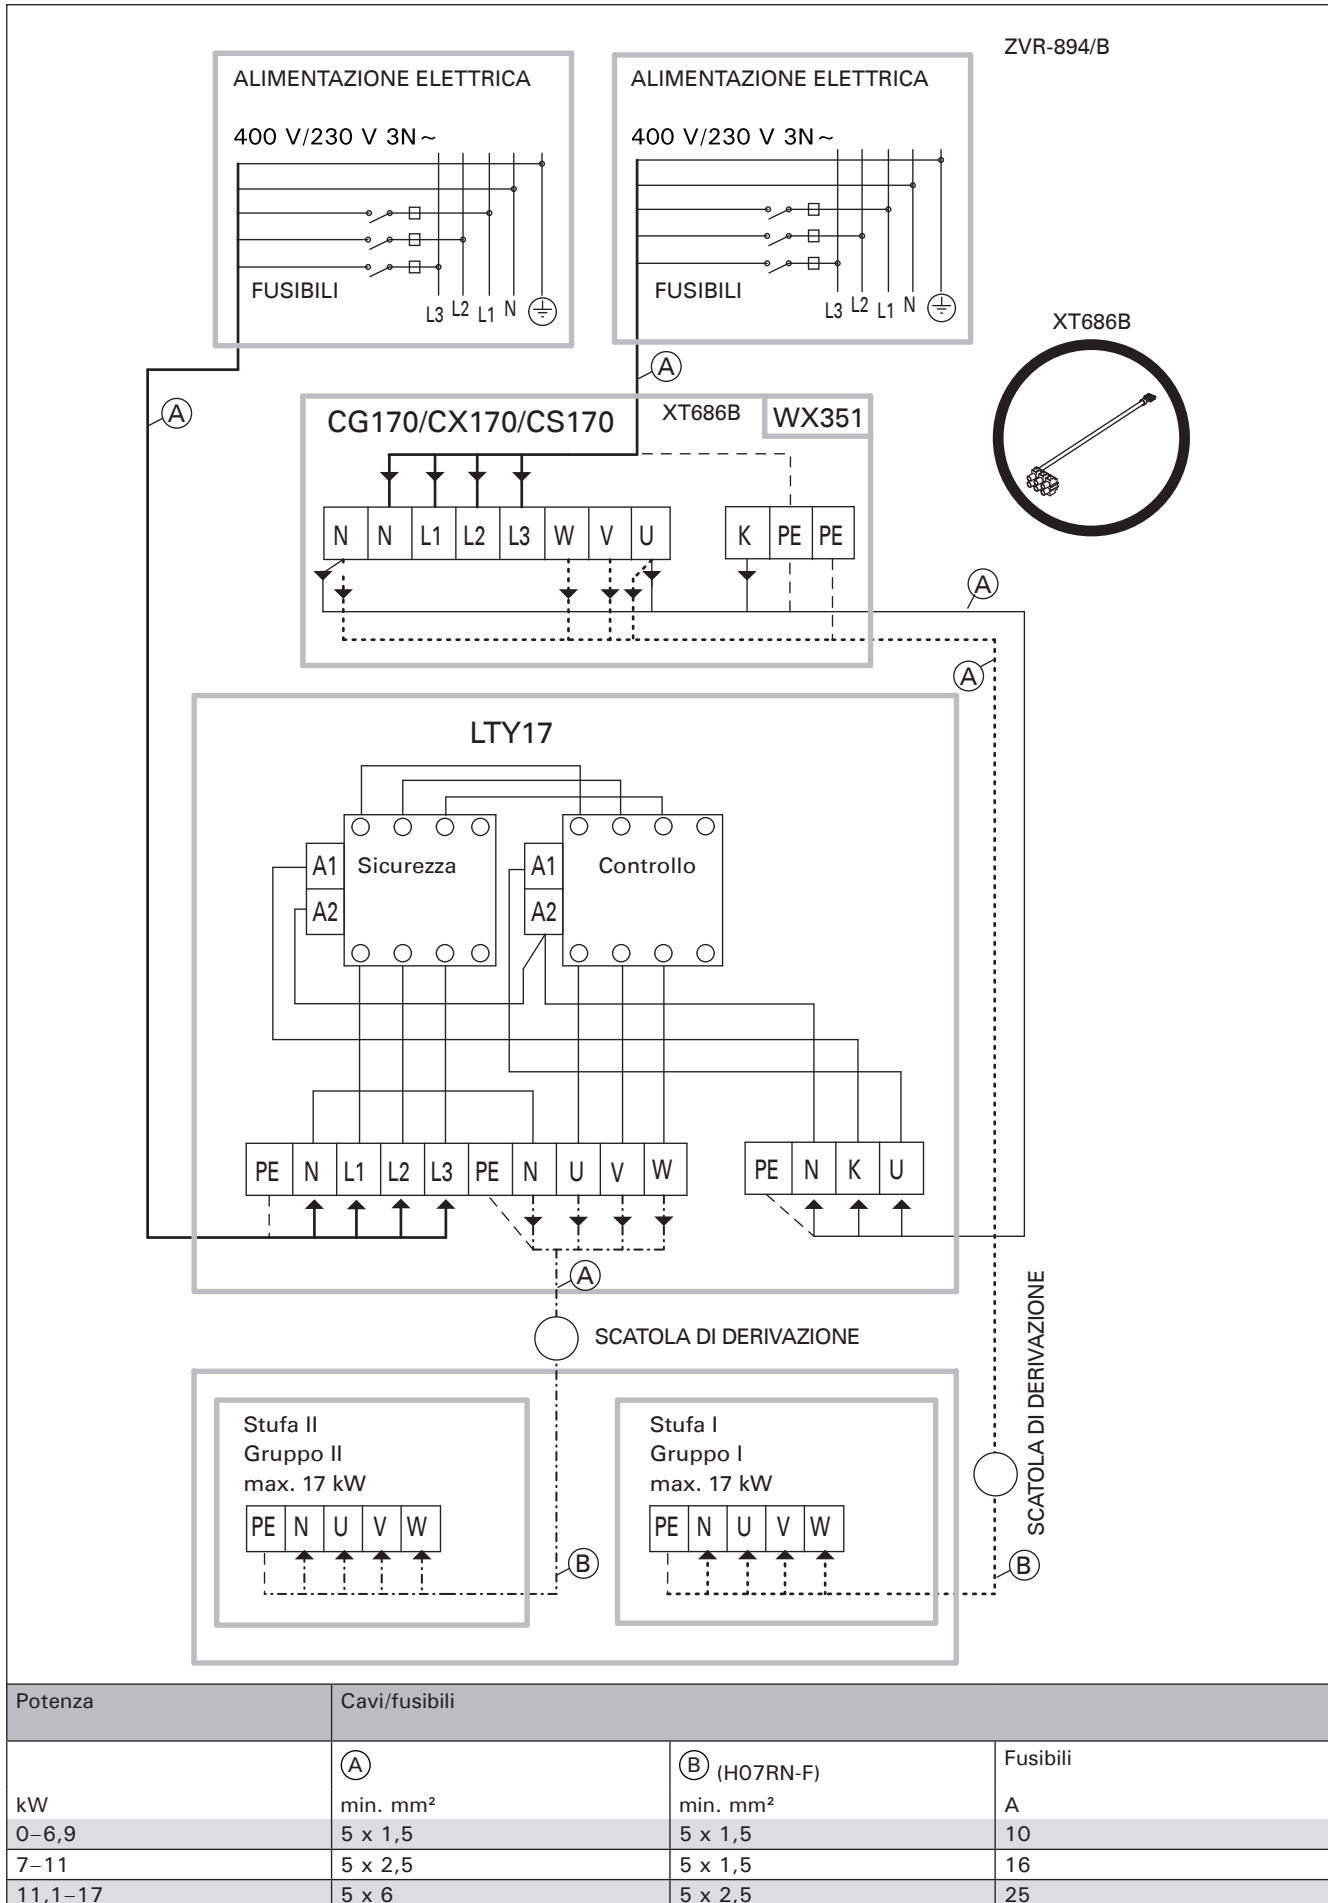 ZVR-894/B
ALIMENTAZIONE ELETTRICA
400 V/230 V 3N~
FUSIBILI
L3 L2 L1 N
ALIMENTAZIONE ELETTRICA
400 V/230 V 3N~
FUSIBILI
L3 L2 L1 N
XT686B
A
A
CG170/CX170/CS170
XT686B
WX351
N N L1 L2 L3 W V U
K PE PE
A
A
LTY17
A1
A2
Sicurezza
A1
A2
Controllo
PE N L1 L2 L3 PE N U V W
PE N K U
A
SCATOLA DI DERIVAZIONE
SCATOLA DI DERIVAZIONE
Stufa II
Gruppo II
max. 17 kW
PE N U V W
B
Stufa I
Gruppo I
max. 17 kW
PE N U V W
B
Potenza Cavi/fusibili
A B (H07RN-F) Fusibili
kW min. mm² min. mm² A
0–6,9 5 x 1,5 5 x 1,5 10
7–11 5 x 2,5 5 x 1,5 16
11,1–17 5 x 6 5 x 2,5 25